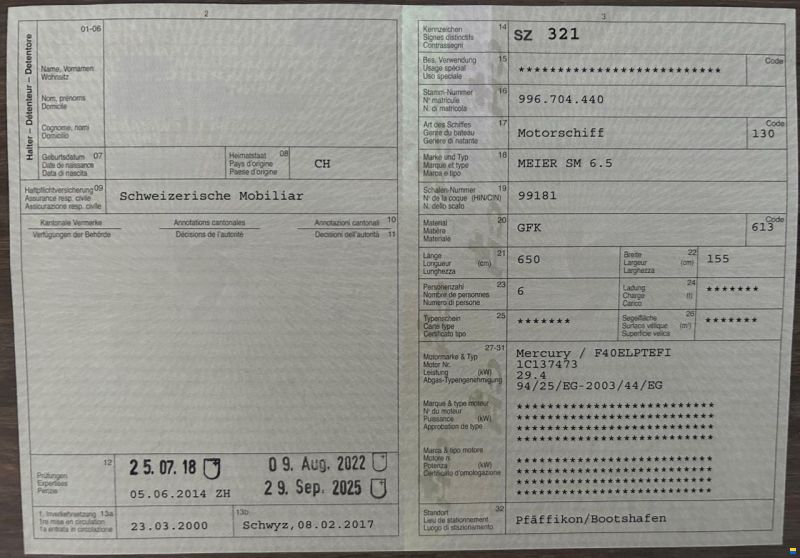 2
01-06
Halter – Détenteur – Detentore
Name, Vornamen
Wohnsitz
Nom, prénoms
Domicile
Cognome, nomi
Domicilio
Geburtsdatum 07
Date de naissance
Data di nascita
Heimatstaat 08
Pays d'origine
Paese d'origine
CH
Haftpflichtversicherung 09
Assurance resp. civile
Assicurazione resp. civile
Schweizerische Mobiliar
Kantonale Vermerke Annotations cantonales Annotazioni cantonali 10
Verfügungen der Behörde Décisions de l'autorité Decisioni dell'autorità 11
12
Prüfungen
Expertises
Perizie
25.07.18
09. Aug. 2022
05.06.2014 ZH
29. Sep. 2025
1. Inverkehrsetzung 13a
1re mise en circulation
1a entrata in circolazione
23.03.2000
13b
Schwyz, 08.02.2017
3
Kennzeichen 14
Signes distinctifs
Contrassegni
SZ 321
Bes. Verwendung 15
Usage spécial
Uso speciale
***************************
Code
Stamm-Nummer 16
N° matricule
N. di matricola
996.704.440
Art des Schiffes 17
Genre du bateau
Genere di natante
Motorschiff
Code
130
Marke und Typ 18
Marque et type
Marca e tipo
MEIER SM 6.5
Schalen-Nummer 19
N° de la coque (HIN/CIN)
N. dello scafo
99181
Material 20
Matière
Materiale
GFK
Code
613
Länge 21
Longueur (cm)
Lunghezza
650
Breite 22
Largeur (cm)
Larghezza
155
Personenzahl 23
Nombre de personnes
Numero di persone
6
Ladung 24
Charge (t)
Carico
*******
Typenschein 25
Carte type
Certificato tipo
*******
Segelfläche 26
Surface vélique (m²)
Superficie velica
*******
27-31
Motormarke & Typ
Motor Nr.
Leistung (kW)
Abgas-Typengenehmigung
Mercury / F40ELPTEFI
1C137473
29.4
94/25/EG-2003/44/EG
Marque & type moteur
N° du moteur
Puissance (kW)
Approbation de type
**************************
**************************
**************************
**************************
Marca & tipo motore
Motore n.
Potenza (kW)
Certificato d'omologazione
**************************
**************************
**************************
**************************
Standort 32
Lieu de stationnement
Luogo di stazionamento
Pfäffikon/Bootshafen